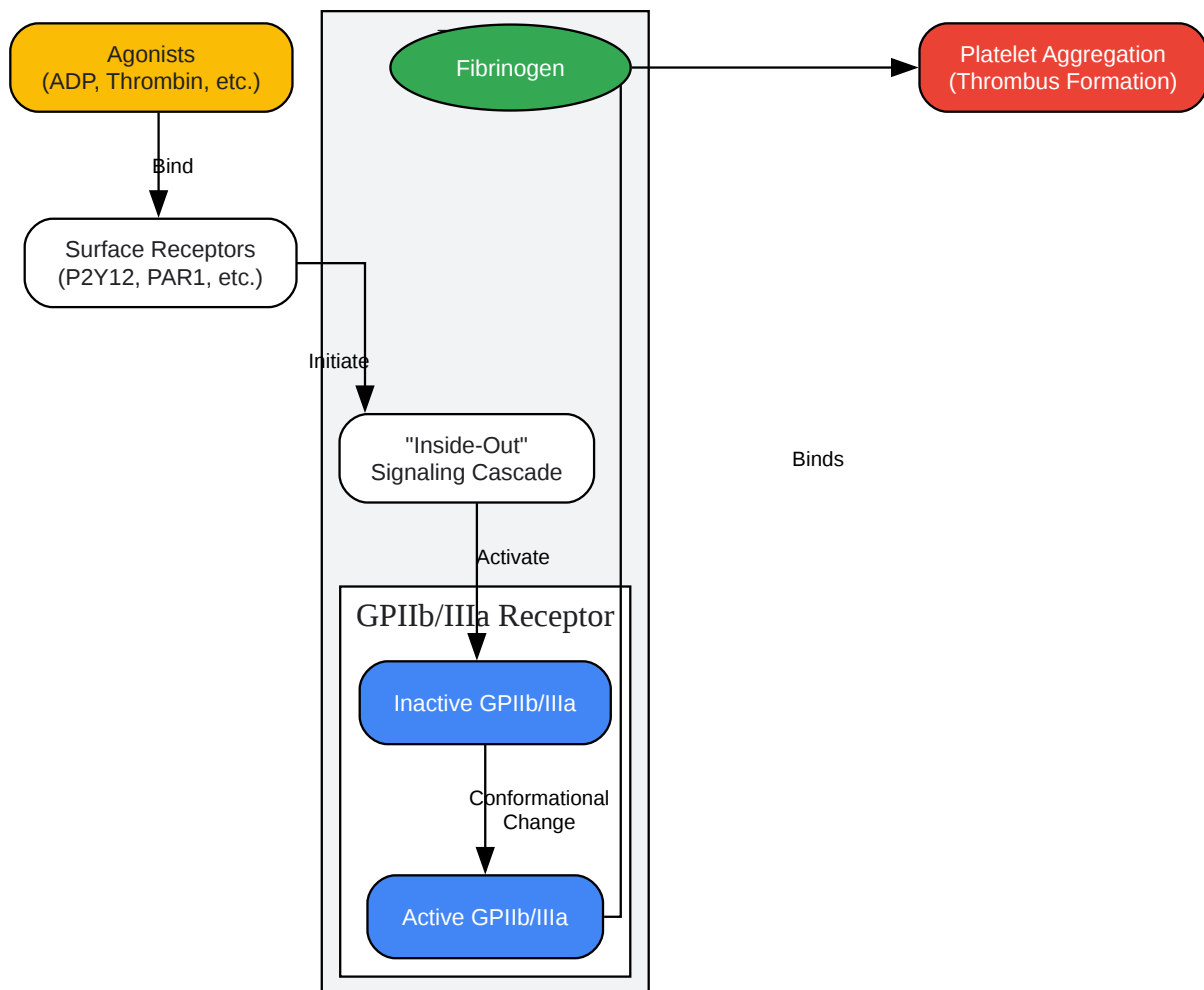 Agonists
(ADP, Thrombin, etc.)
Fibrinogen
Platelet Aggregation
(Thrombus Formation)
Bind
Surface Receptors
(P2Y12, PAR1, etc.)
Initiate
"Inside-Out"
Signaling Cascade
Binds
Activate
GPIIb/IIIa Receptor
Inactive GPIIb/IIIa
Conformational
Change
Active GPIIb/IIIa